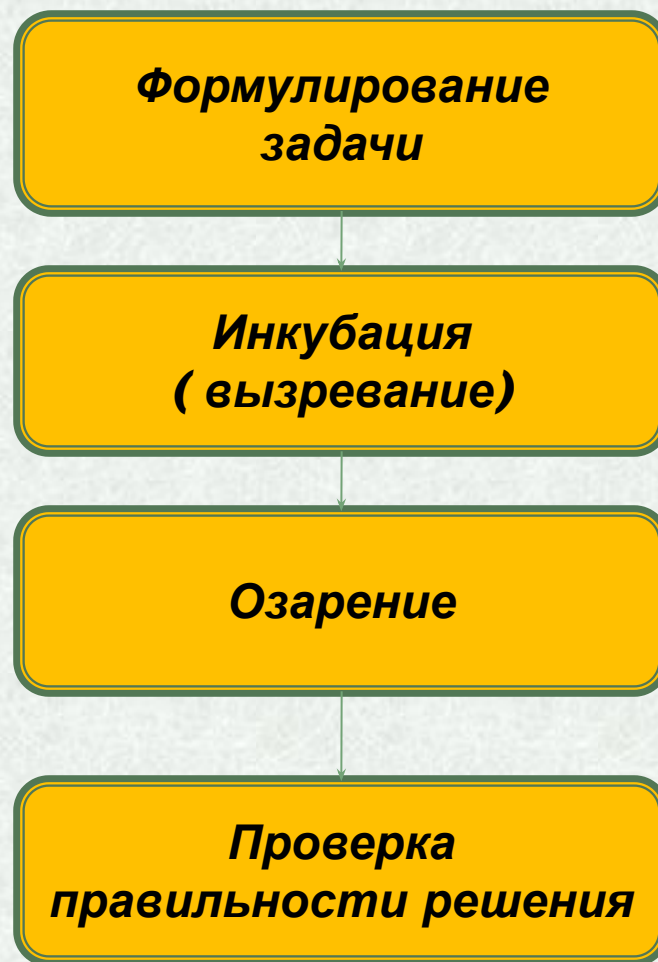 Формулирование
задачи
Инкубация
( вызревание)
Озарение
Проверка
правильности решения